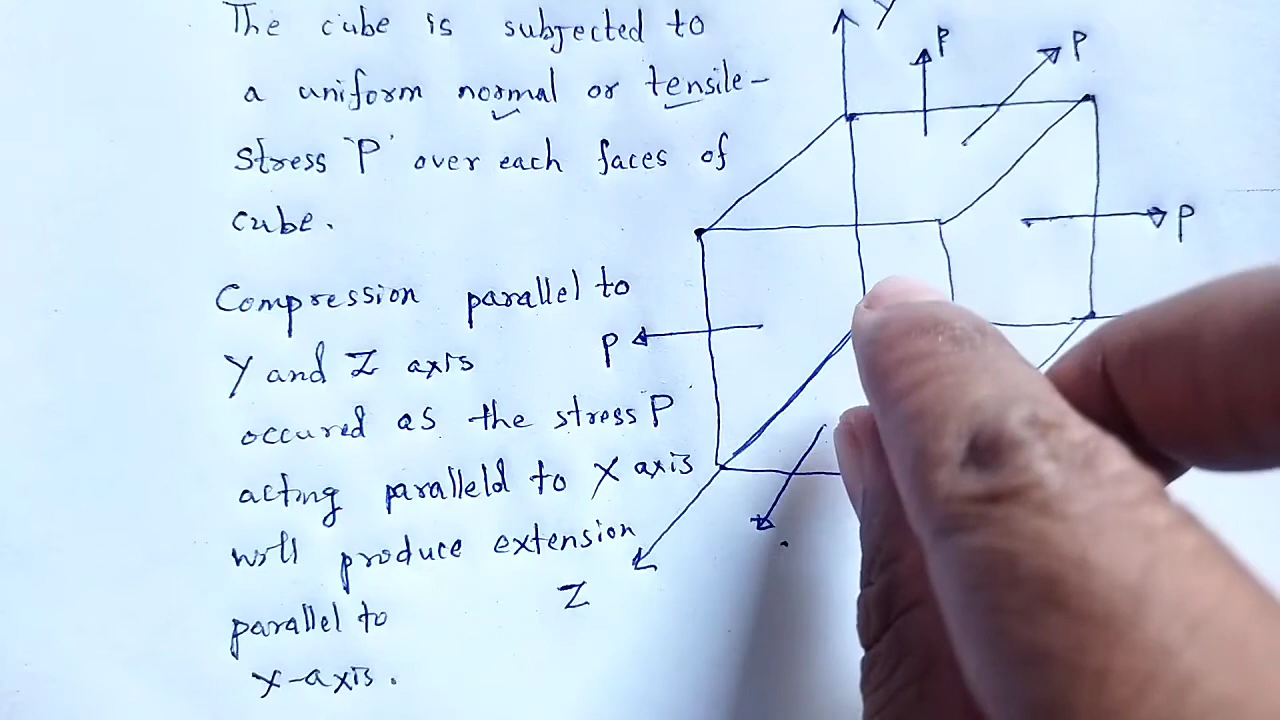 The cube is subjected to
a uniform normal or tensile-
stress 'P' over each faces of
cube.
Compression parallel to
Y and Z axis
occured as the stress P
acting paralleld to X axis
will produce extension
parallel to
x-axis.
Y
P
P
P
P
Z